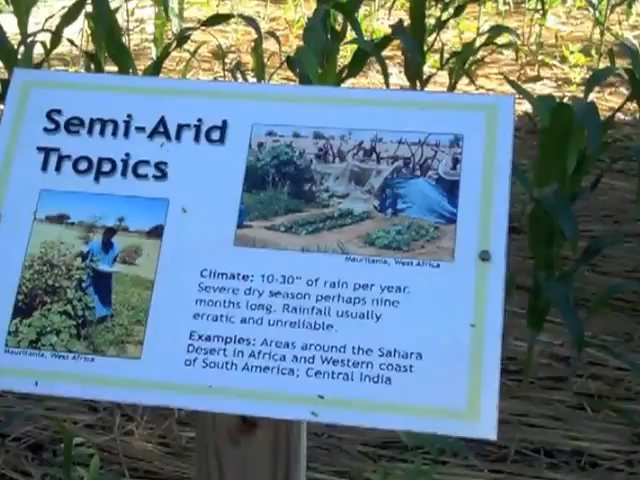 Semi-Arid
Tropics
Mauritania, West Africa
Mauritania, West Africa
Climate: 10-30" of rain per year.
Severe dry season perhaps nine
months long. Rainfall usually
erratic and unreliable.
Examples: Areas around the Sahara
Desert in Africa and Western coast
of South America; Central India